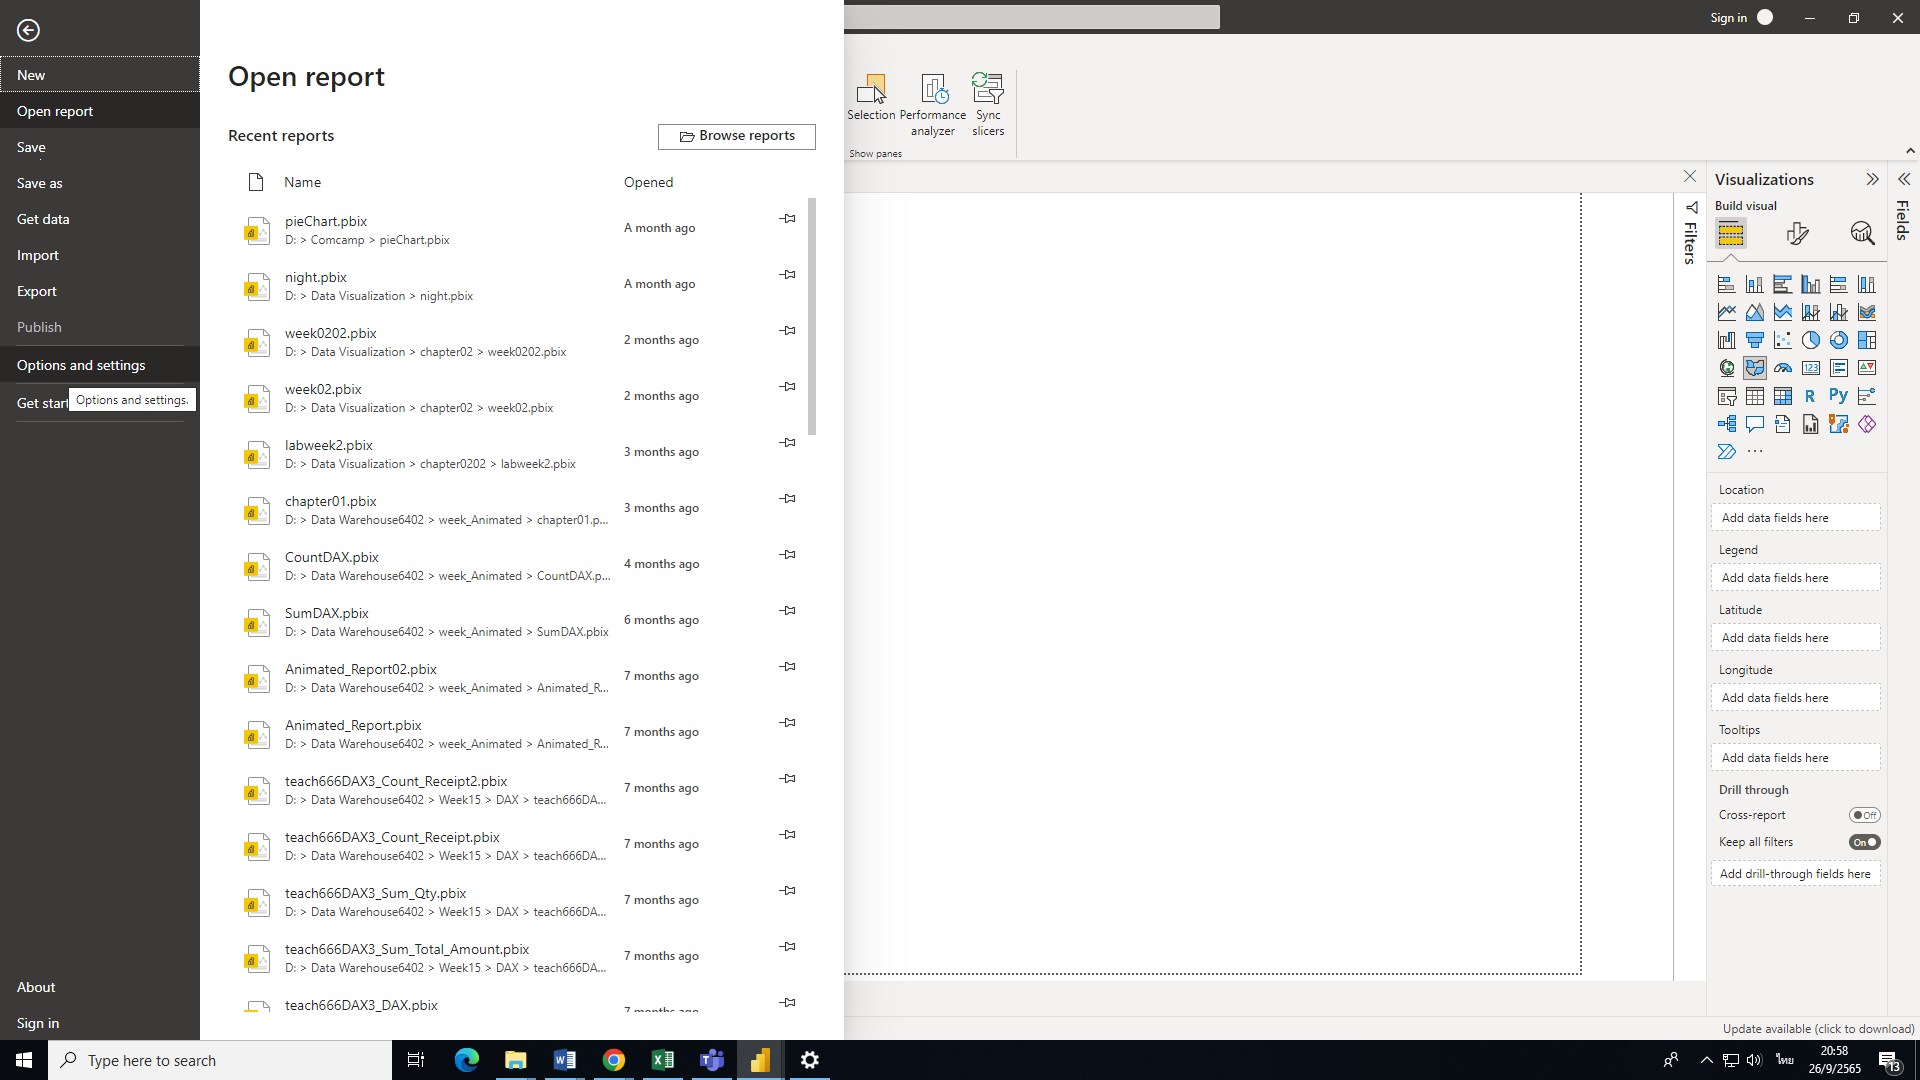 Sign in
New
Open report
Save
Save as
Get data
Import
Export
Publish
Options and settings
Options and settings.
About
Sign in
Open report
Recent reports
Browse reports
Name Opened
pieChart.pbix
D: > Comcamp > pieChart.pbix
A month ago
night.pbix
D: > Data Visualization > night.pbix
A month ago
week0202.pbix
D: > Data Visualization > chapter02 > week0202.pbix
2 months ago
week02.pbix
D: > Data Visualization > chapter02 > week02.pbix
2 months ago
labweek2.pbix
D: > Data Visualization > chapter0202 > labweek2.pbix
3 months ago
chapter01.pbix
D: > Data Warehouse6402 > week_Animated > chapter01.p...
3 months ago
CountDAX.pbix
D: > Data Warehouse6402 > week_Animated > CountDAX.p...
4 months ago
SumDAX.pbix
D: > Data Warehouse6402 > week_Animated > SumDAX.pbix
6 months ago
Animated_Report02.pbix
D: > Data Warehouse6402 > week_Animated > Animated_R...
7 months ago
Animated_Report.pbix
D: > Data Warehouse6402 > week_Animated > Animated_R...
7 months ago
teach666DAX3_Count_Receipt2.pbix
D: > Data Warehouse6402 > Week15 > DAX > teach666DA...
7 months ago
teach666DAX3_Count_Receipt.pbix
D: > Data Warehouse6402 > Week15 > DAX > teach666DA...
7 months ago
teach666DAX3_Sum_Qty.pbix
D: > Data Warehouse6402 > Week15 > DAX > teach666DA...
7 months ago
teach666DAX3_Sum_Total_Amount.pbix
D: > Data Warehouse6402 > Week15 > DAX > teach666DA...
7 months ago
teach666DAX3_DAX.pbix
Selection
Performance analyzer
Sync slicers
Show panes
Filters
Visualizations
Build visual
Fields
123
R
Py
Location
Add data fields here
Legend
Add data fields here
Latitude
Add data fields here
Longitude
Add data fields here
Tooltips
Add data fields here
Drill through
Cross-report Off
Keep all filters On
Add drill-through fields here
Update available (click to download)
Type here to search
ไทย
20:58
26/9/2565
13